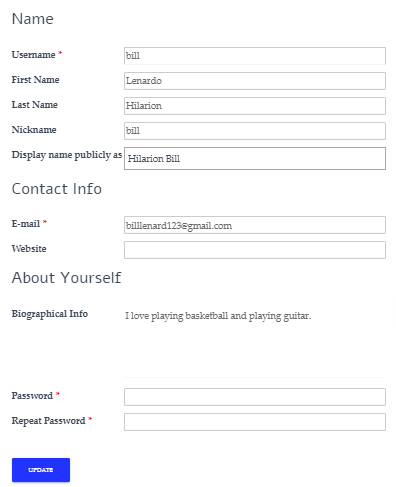 Name
Username * bill
First Name Lenardo
Last Name Hilarion
Nickname bill
Display name publicly as Hilarion Bill
Contact Info
E-mail * billlenard123@gmail.com
Website
About Yourself
Biographical Info I love playing basketball and playing guitar.
Password *
Repeat Password *
UPDATE